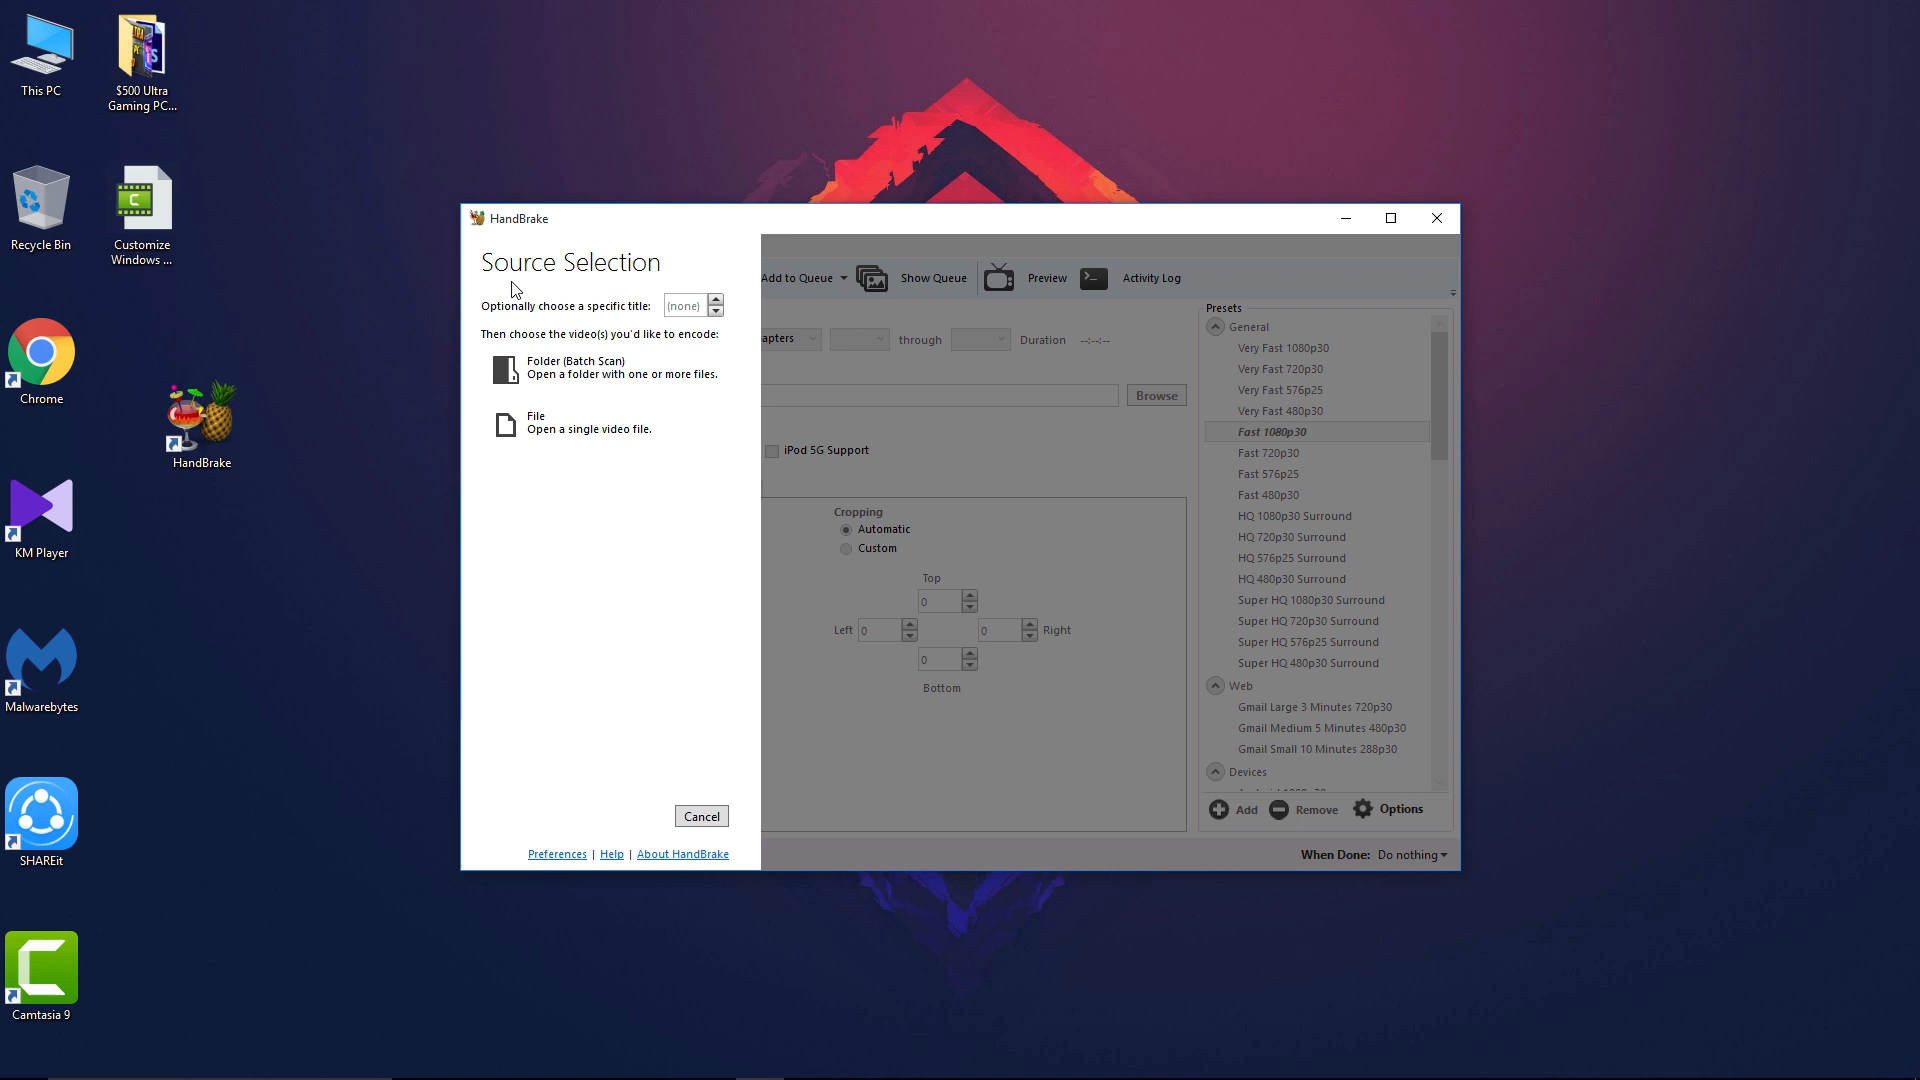 This PC
$500 Ultra
Gaming PC...
Recycle Bin
Customize
Windows ...
Chrome
HandBrake
KM Player
Malwarebytes
SHAREit
Camtasia 9
HandBrake
Source Selection
Optionally choose a specific title: (none)
Then choose the video(s) you'd like to encode:
Folder (Batch Scan)
Open a folder with one or more files.
File
Open a single video file.
Cancel
Preferences | Help | About HandBrake
Add to Queue Show Queue Preview Activity Log
apters through Duration --:--:--
Browse
iPod 5G Support
Cropping
Automatic
Custom
Top
0
Left 0 0 Right
0
Bottom
Presets
General
Very Fast 1080p30
Very Fast 720p30
Very Fast 576p25
Very Fast 480p30
Fast 1080p30
Fast 720p30
Fast 576p25
Fast 480p30
HQ 1080p30 Surround
HQ 720p30 Surround
HQ 576p25 Surround
HQ 480p30 Surround
Super HQ 1080p30 Surround
Super HQ 720p30 Surround
Super HQ 576p25 Surround
Super HQ 480p30 Surround
Web
Gmail Large 3 Minutes 720p30
Gmail Medium 5 Minutes 480p30
Gmail Small 10 Minutes 288p30
Devices
Add Remove Options
When Done: Do nothing